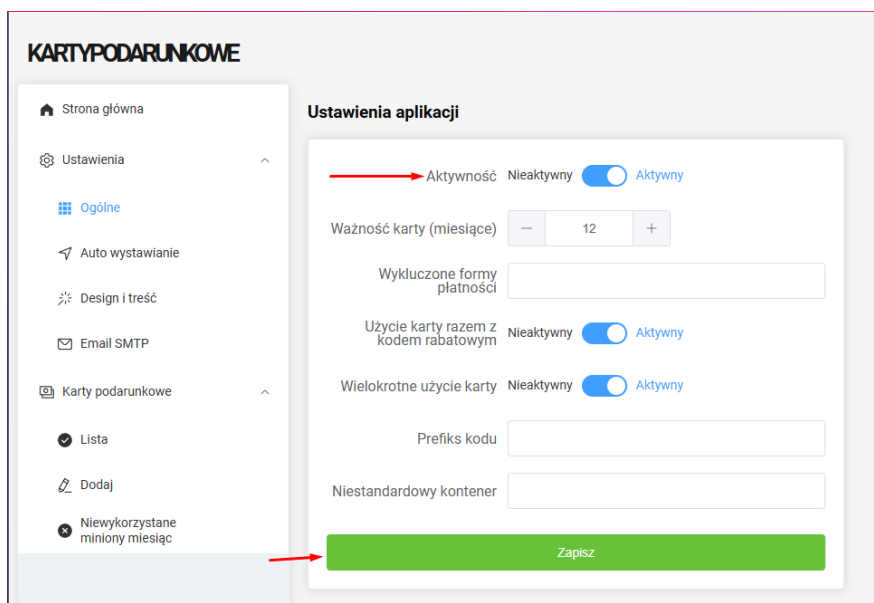 KARTYPODARUNKOWE
Strona główna
Ustawienia
Ogólne
Auto wystawianie
Design i treść
Email SMTP
Karty podarunkowe
Lista
Dodaj
Niewykorzystane
miniony miesiąc
Ustawienia aplikacji
Aktywność Nieaktywny Aktywny
Ważność karty (miesiące) 12
Wykluczone formy
płatności
Użycie karty razem z
kodem rabatowym Nieaktywny Aktywny
Wielokrotne użycie karty Nieaktywny Aktywny
Prefiks kodu
Niestandardowy kontener
Zapisz